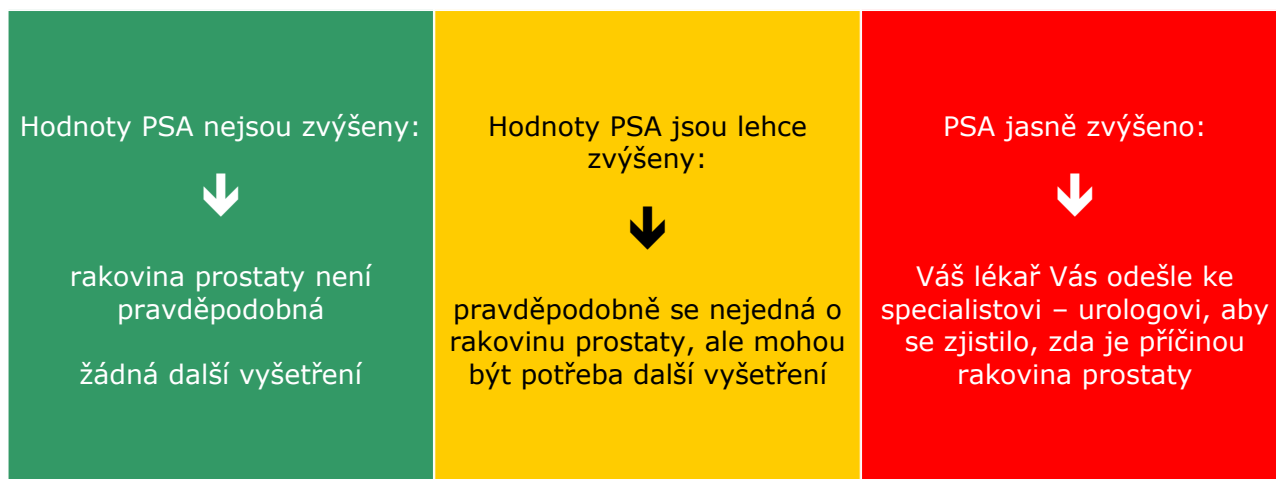 Hodnoty PSA nejsou zvýšeny:
rakovina prostaty není
pravděpodobná
žádná další vyšetření
Hodnoty PSA jsou lehce
zvýšeny:
pravděpodobně se nejedná o
rakovinu prostaty, ale mohou
být potřeba další vyšetření
PSA jasně zvýšeno:
Váš lékař Vás odešle ke
specialistovi – urologovi, aby
se zjistilo, zda je příčinou
rakovina prostaty